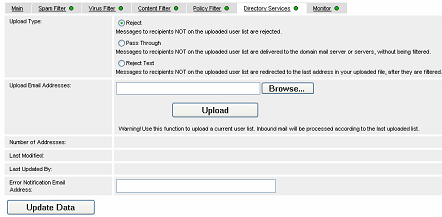 Main Spam Filter Virus Filter Content Filter Policy Filter Directory Services Monitor
Upload Type:
Reject
Messages to recipients NOT on the uploaded user list are rejected.
Pass Through
Messages to recipients NOT on the uploaded user list are delivered to the domain mail server or servers, without being filtered.
Reject Text
Messages to recipients NOT on the uploaded user list are redirected to the last address in your uploaded file, after they are filtered.
Upload Email Addresses:
Browse...
Upload
Warning! Use this function to upload a current user list. Inbound mail will be processed according to the last uploaded list.
Number of Addresses:
Last Modified:
Last Updated By:
Error Notification Email
Address:
Update Data